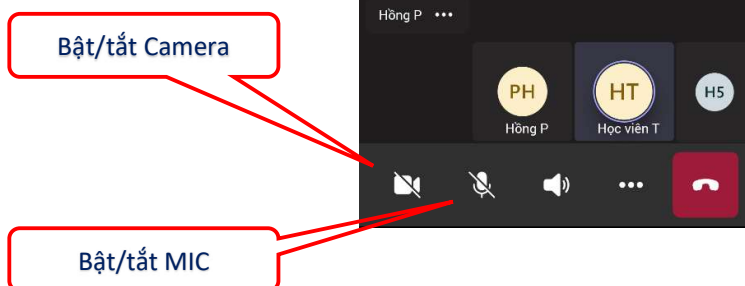 Hồng P •••
Bật/tắt Camera
PH
HT
H5
Hồng P
Học viên T
Bật/tắt MIC